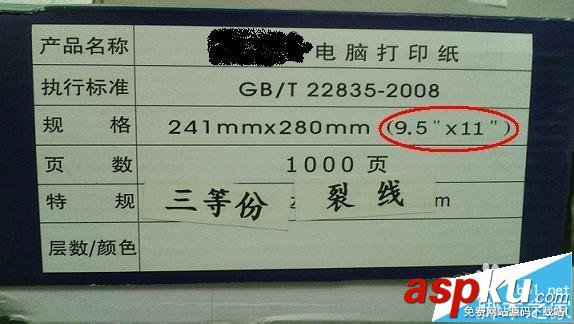 产品名称 电脑打印纸
执行标准 GB/T 22835-2008
规格 241mmx280mm (9.5"x11")
页数 1000页
特规 三等份 裂线 m
层数/颜色
aspku.com
免费网站源码下载站!